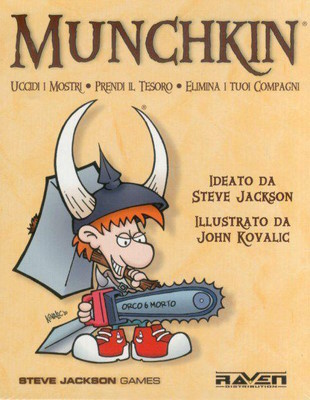 MUNCHKIN®
UCCIDI I MOSTRI • PRENDI IL TESORO • ELIMINA I TUOI COMPAGNI
IDEATO DA
STEVE JACKSON
ILLUSTRATO DA
JOHN KOVALIC
ORCO è MORTO
KOVALIC
STEVE JACKSON GAMES
RAVEN
DISTRIBUTION